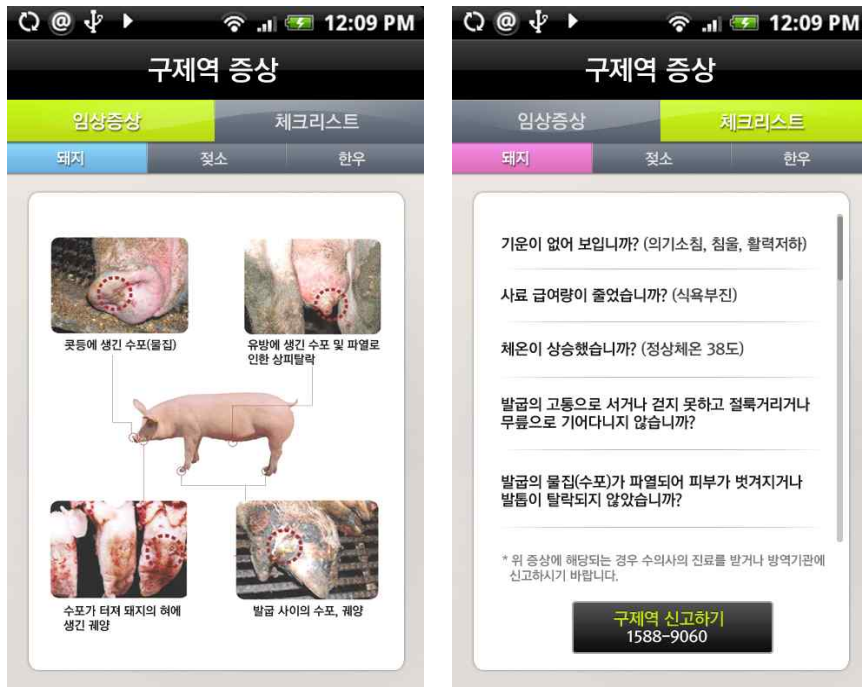 12:09 PM
구제역 증상
임상증상 체크리스트
돼지 젖소 한우
콧등에 생긴 수포(물집)
유방에 생긴 수포 및 파열로
인한 상피탈락
수포가 터져 돼지의 혀에
생긴 궤양
발굽 사이의 수포, 궤양
12:09 PM
구제역 증상
임상증상 체크리스트
돼지 젖소 한우
기운이 없어 보입니까? (의기소침, 침울, 활력저하)
사료 급여량이 줄었습니까? (식욕부진)
체온이 상승했습니까? (정상체온 38도)
발굽의 고통으로 서거나 걷지 못하고 절룩거리거나
무릎으로 기어다니지 않습니까?
발굽의 물집(수포)가 파열되어 피부가 벗겨지거나
발톱이 탈락되지 않았습니까?
* 위 증상에 해당되는 경우 수의사의 진료를 받거나 방역기관에
신고하시기 바랍니다.
구제역 신고하기
1588-9060